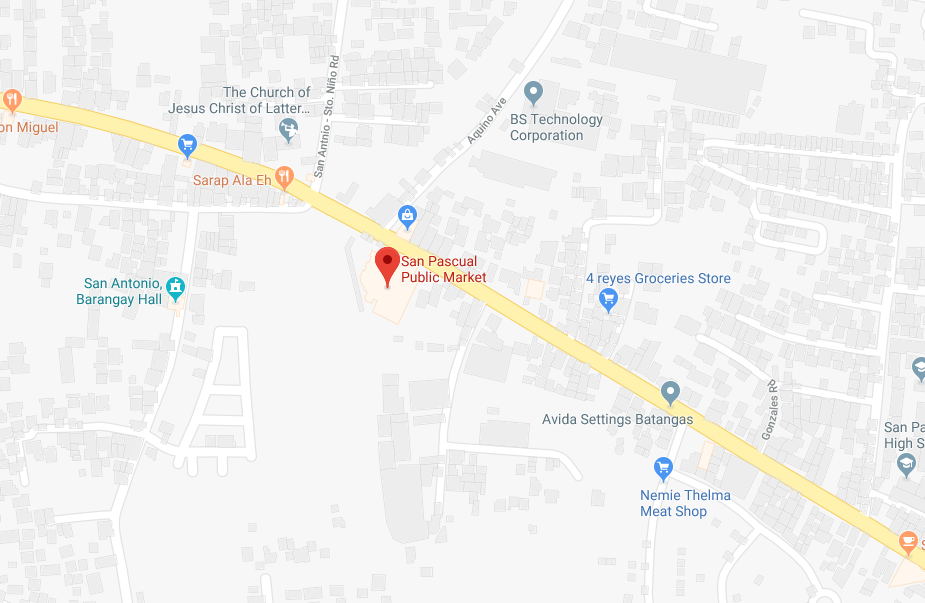 The Church of
Jesus Christ of Latter...
San Antnio - Sto. Niño Rd
Aquino Ave
BS Technology
Corporation
on Miguel
Sarap Ala Eh
San Pascual
Public Market
San Antonio,
Barangay Hall
4 reyes Groceries Store
Avida Settings Batangas
Gonzales Rd
San Pa
High S
Nemie Thelma
Meat Shop
S